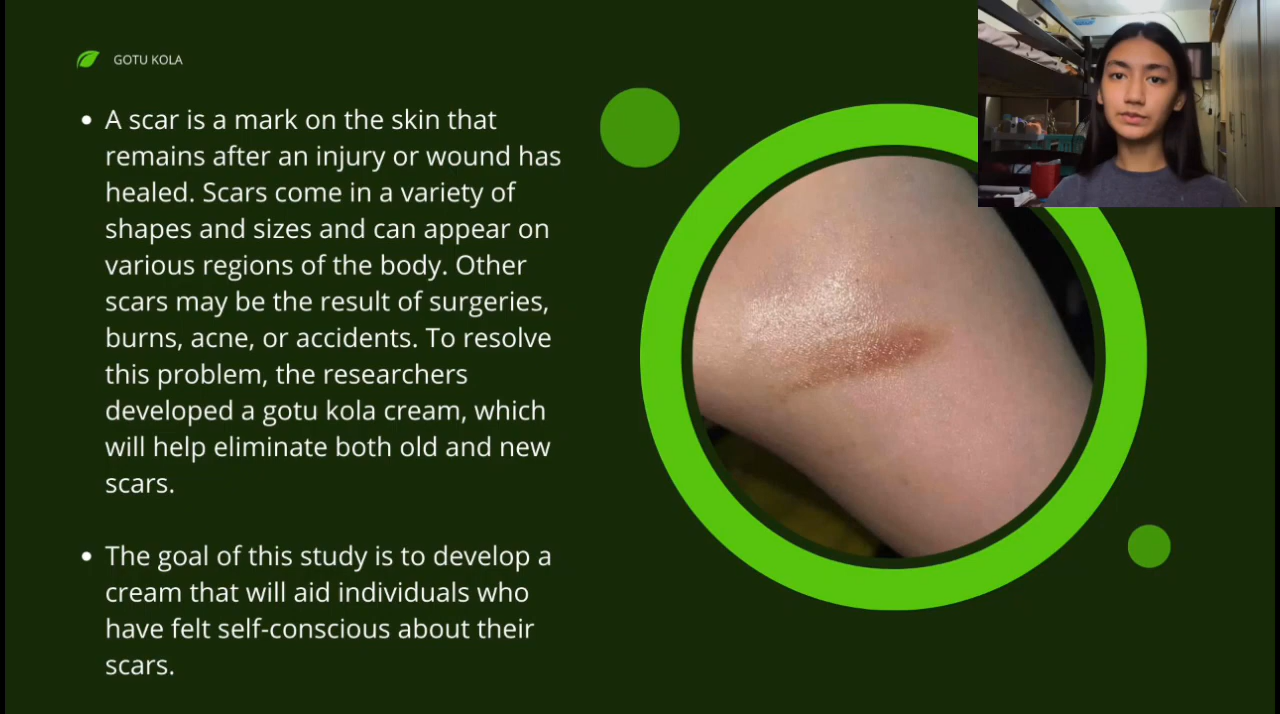 GOTU KOLA
A scar is a mark on the skin that
remains after an injury or wound has
healed. Scars come in a variety of
shapes and sizes and can appear on
various regions of the body. Other
scars may be the result of surgeries,
burns, acne, or accidents. To resolve
this problem, the researchers
developed a gotu kola cream, which
will help eliminate both old and new
scars.
The goal of this study is to develop a
cream that will aid individuals who
have felt self-conscious about their
scars.